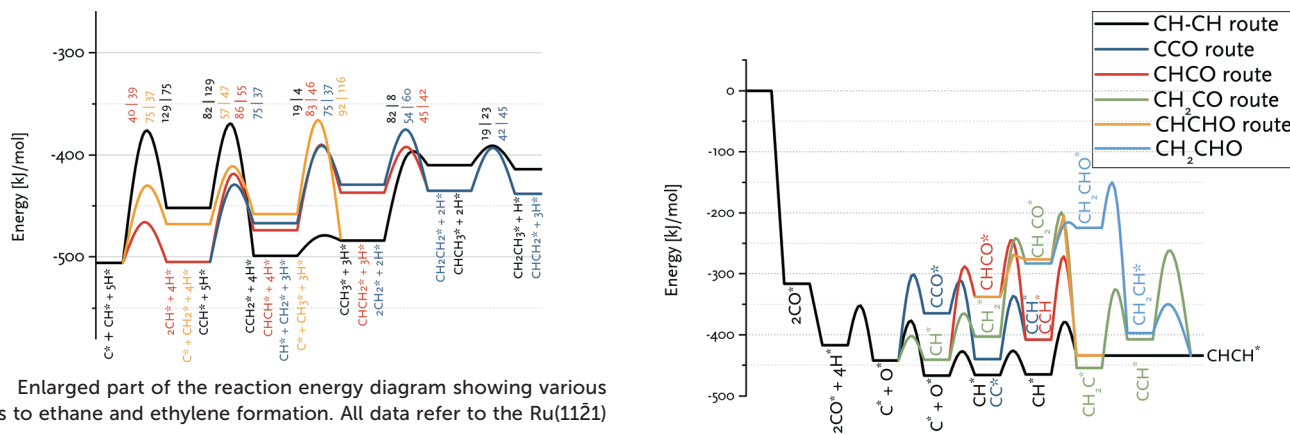 -300
-400
-500
Energy [kJ/mol]
40 | 39
75 | 37
129 | 75
82 | 129
57 | 47
86 | 55
75 | 37
19 | 4
83 | 46
75 | 37
92 | 116
82 | 8
54 | 60
45 | 42
19 | 23
42 | 45
C* + CH* + 5H*
2CH* + 4H*
C* + CH2* + 4H*
CCH* + 5H*
CCH2* + 4H*
CHCH* + 4H*
CH* + CH2* + 3H*
C* + CH3* + 3H*
CCH3* + 3H*
CHCH2* + 3H*
2CH2* + 2H*
CH2CH2* + 2H*
CHCH3* + 2H*
CH2CH3* + H*
CHCH2* + 3H*
Enlarged part of the reaction energy diagram showing various
s to ethane and ethylene formation. All data refer to the Ru(112̄1)
CH-CH route
CCO route
CHCO route
CH₂CO route
CHCHO route
CH₂CHO
0
-100
-200
-300
-400
-500
Energy [kJ/mol]
2CO*
2CO* + 4H*
C* + O*
CCO*
CH*
C* + O*
CHCO*
CH₂*
CH*
CC*
CH₂CO*
CCH*
CCH*
CH*
CH₂CHO*
CH₂C*
CH₂CH*
CCH*
CHCH*